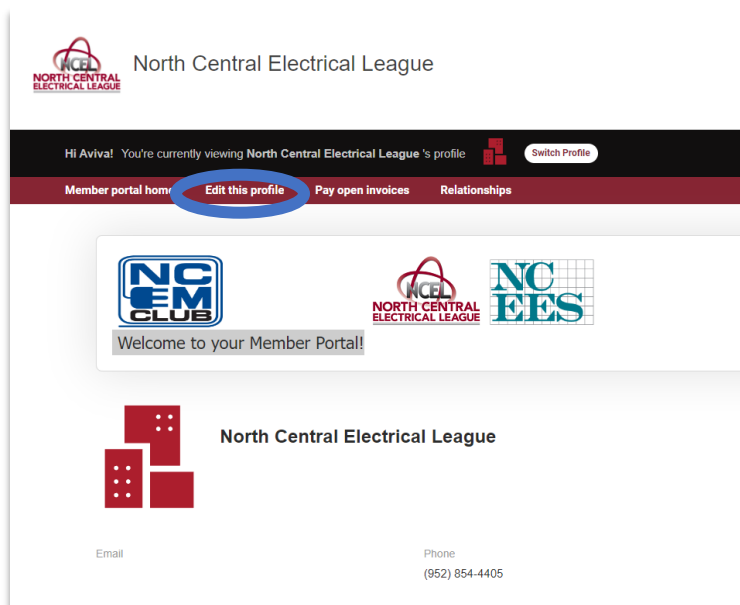 NCEL
NORTH CENTRAL
ELECTRICAL LEAGUE
North Central Electrical League
Hi Aviva! You're currently viewing North Central Electrical League 's profile
Switch Profile
Member portal home Edit this profile Pay open invoices Relationships
NC
EM
CLUB
NCEL
NORTH CENTRAL
ELECTRICAL LEAGUE
NC
EES
Welcome to your Member Portal!
North Central Electrical League
Email
Phone
(952) 854-4405